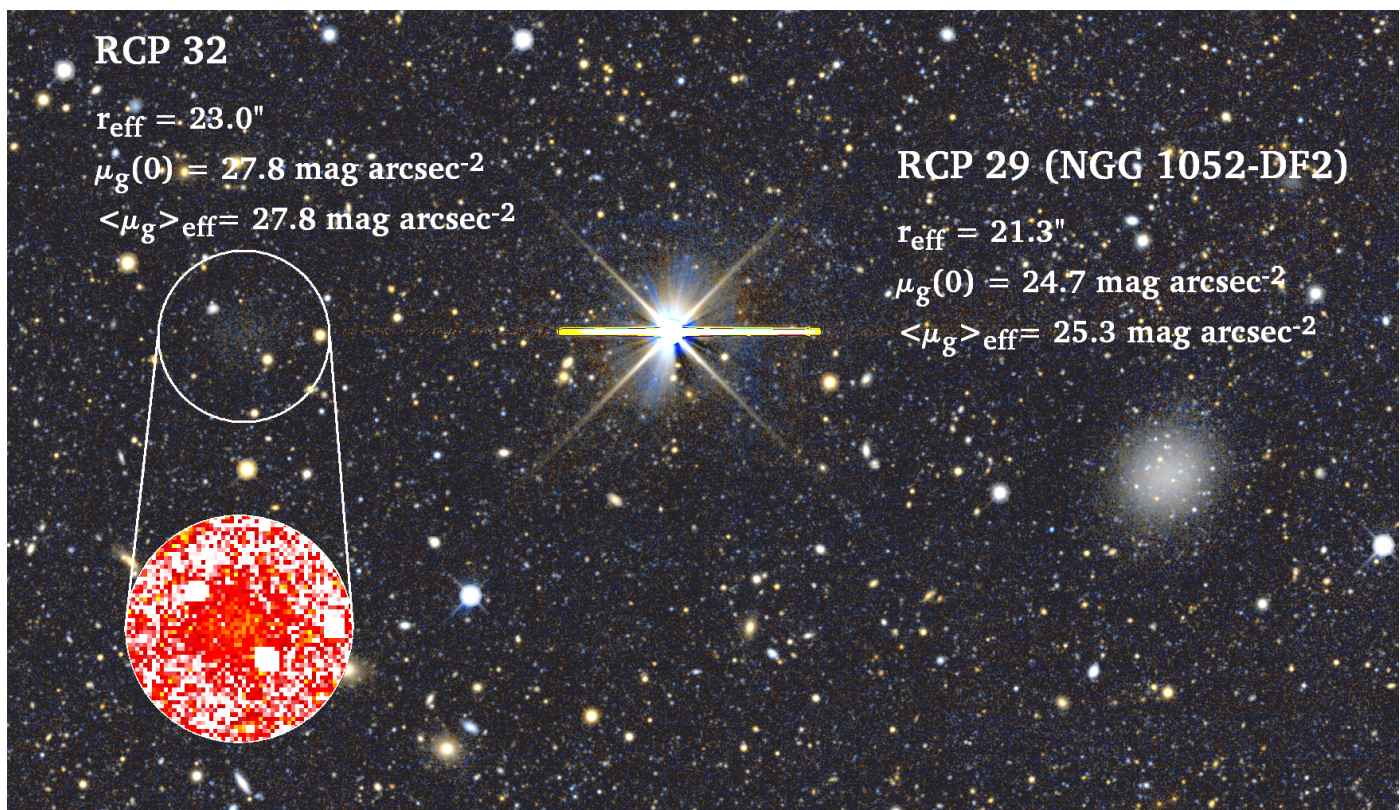 RCP 32
r_eff = 23.0"
μ_g(0) = 27.8 mag arcsec⁻²
<μ_g>_eff= 27.8 mag arcsec⁻²
RCP 29 (NGG 1052-DF2)
r_eff = 21.3"
μ_g(0) = 24.7 mag arcsec⁻²
<μ_g>_eff= 25.3 mag arcsec⁻²